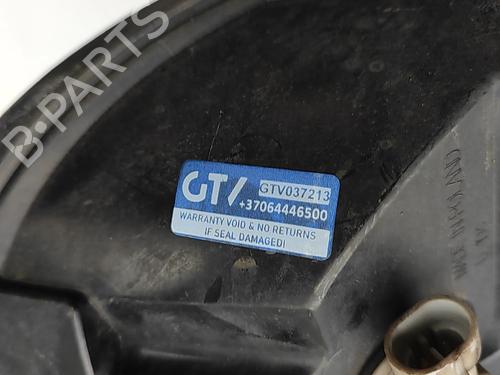 B-PARTS
GTV GTV037213
+37064446500
WARRANTY VOID & NO RETURNS
IF SEAL DAMAGED!